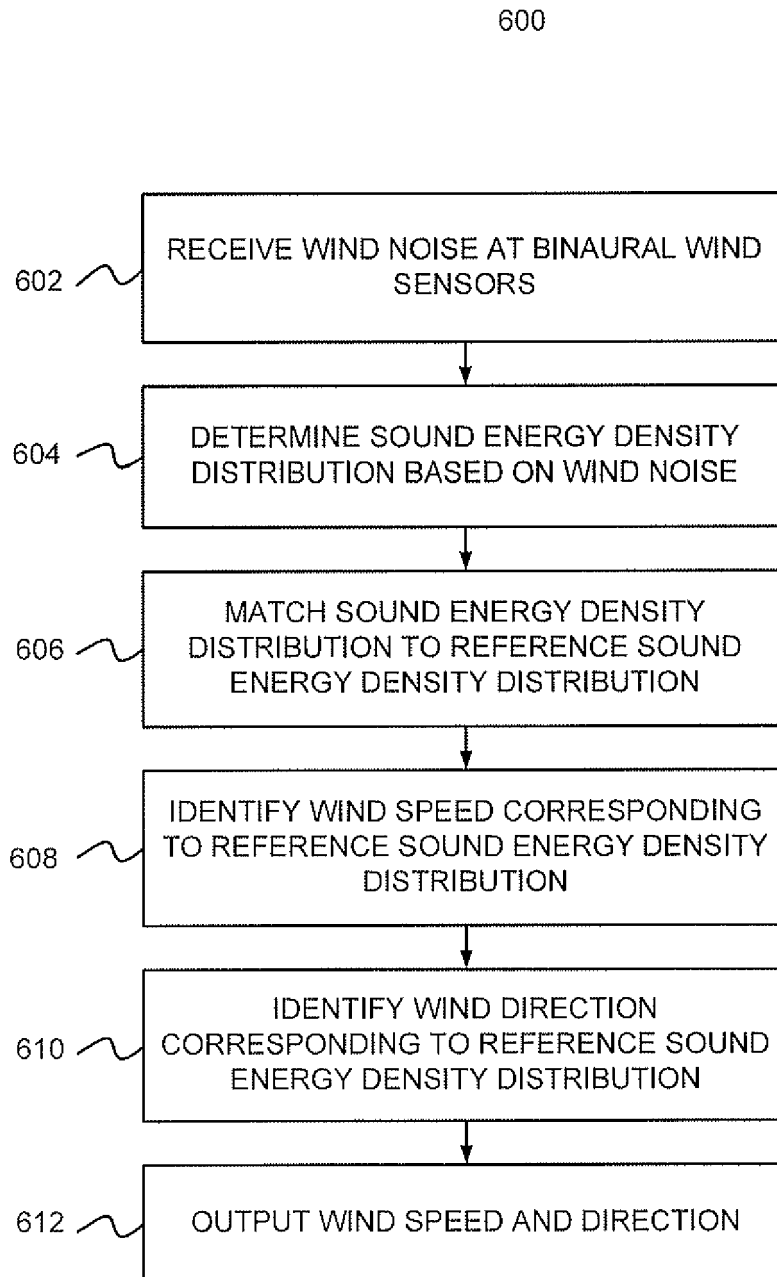 600
602
RECEIVE WIND NOISE AT BINAURAL WIND
SENSORS
604
DETERMINE SOUND ENERGY DENSITY
DISTRIBUTION BASED ON WIND NOISE
606
MATCH SOUND ENERGY DENSITY
DISTRIBUTION TO REFERENCE SOUND
ENERGY DENSITY DISTRIBUTION
608
IDENTIFY WIND SPEED CORRESPONDING
TO REFERENCE SOUND ENERGY DENSITY
DISTRIBUTION
610
IDENTIFY WIND DIRECTION
CORRESPONDING TO REFERENCE SOUND
ENERGY DENSITY DISTRIBUTION
612
OUTPUT WIND SPEED AND DIRECTION